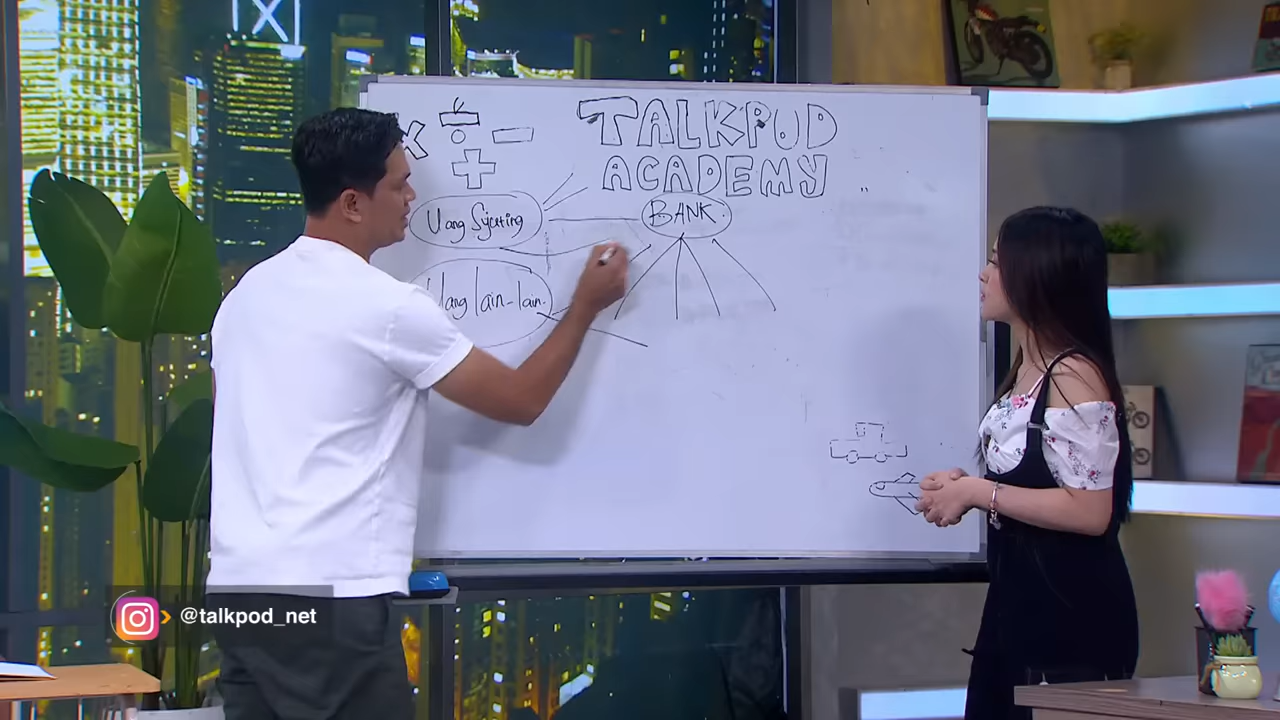 TALKPOD
ACADEMY
Uang Syuting
BANK.
Uang lain-lain.
@talkpod_net